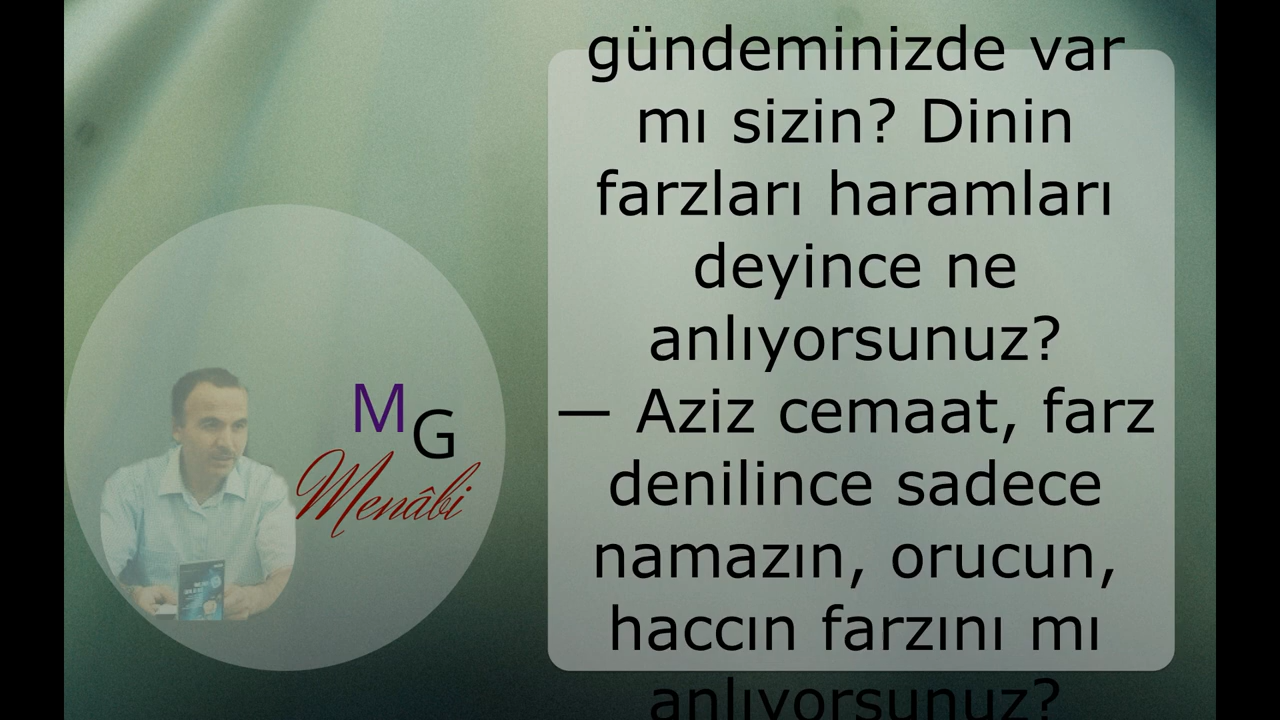 gündeminizde var
mı sizin? Dinin
farzları haramları
deyince ne
anlıyorsunuz?
— Aziz cemaat, farz
denilince sadece
namazın, orucun,
haccın farzını mı
anlıyorsunuz?
MG
Menâbi